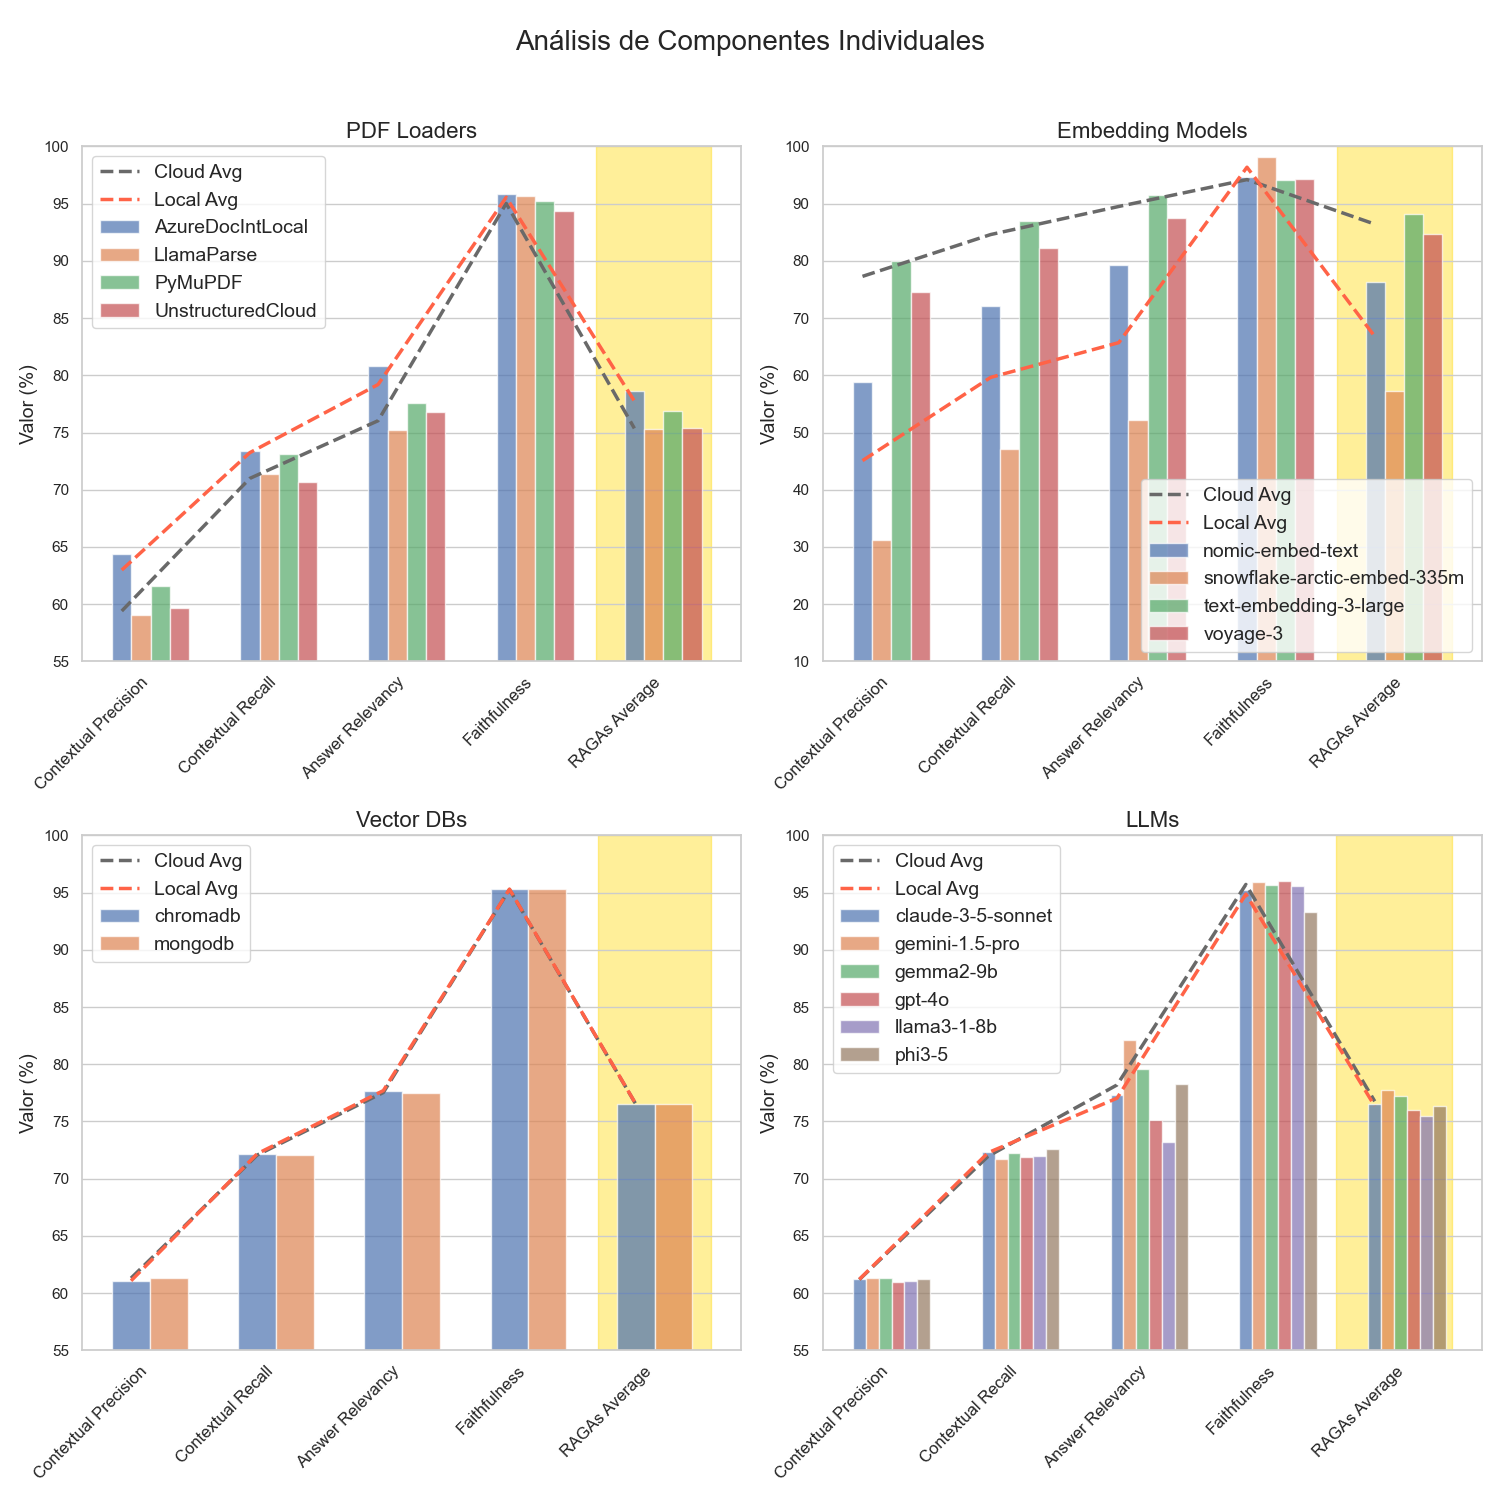 Análisis de Componentes Individuales
PDF Loaders
Valor (%)
100
95
90
85
80
75
70
65
60
55
Cloud Avg
Local Avg
AzureDocIntLocal
LlamaParse
PyMuPDF
UnstructuredCloud
Contextual Precision
Contextual Recall
Answer Relevancy
Faithfulness
RAGAs Average
Embedding Models
Valor (%)
100
90
80
70
60
50
40
30
20
10
Cloud Avg
Local Avg
nomic-embed-text
snowflake-arctic-embed-335m
text-embedding-3-large
voyage-3
Contextual Precision
Contextual Recall
Answer Relevancy
Faithfulness
RAGAs Average
Vector DBs
Valor (%)
100
95
90
85
80
75
70
65
60
55
Cloud Avg
Local Avg
chromadb
mongodb
Contextual Precision
Contextual Recall
Answer Relevancy
Faithfulness
RAGAs Average
LLMs
Valor (%)
100
95
90
85
80
75
70
65
60
55
Cloud Avg
Local Avg
claude-3-5-sonnet
gemini-1.5-pro
gemma2-9b
gpt-4o
llama3-1-8b
phi3-5
Contextual Precision
Contextual Recall
Answer Relevancy
Faithfulness
RAGAs Average